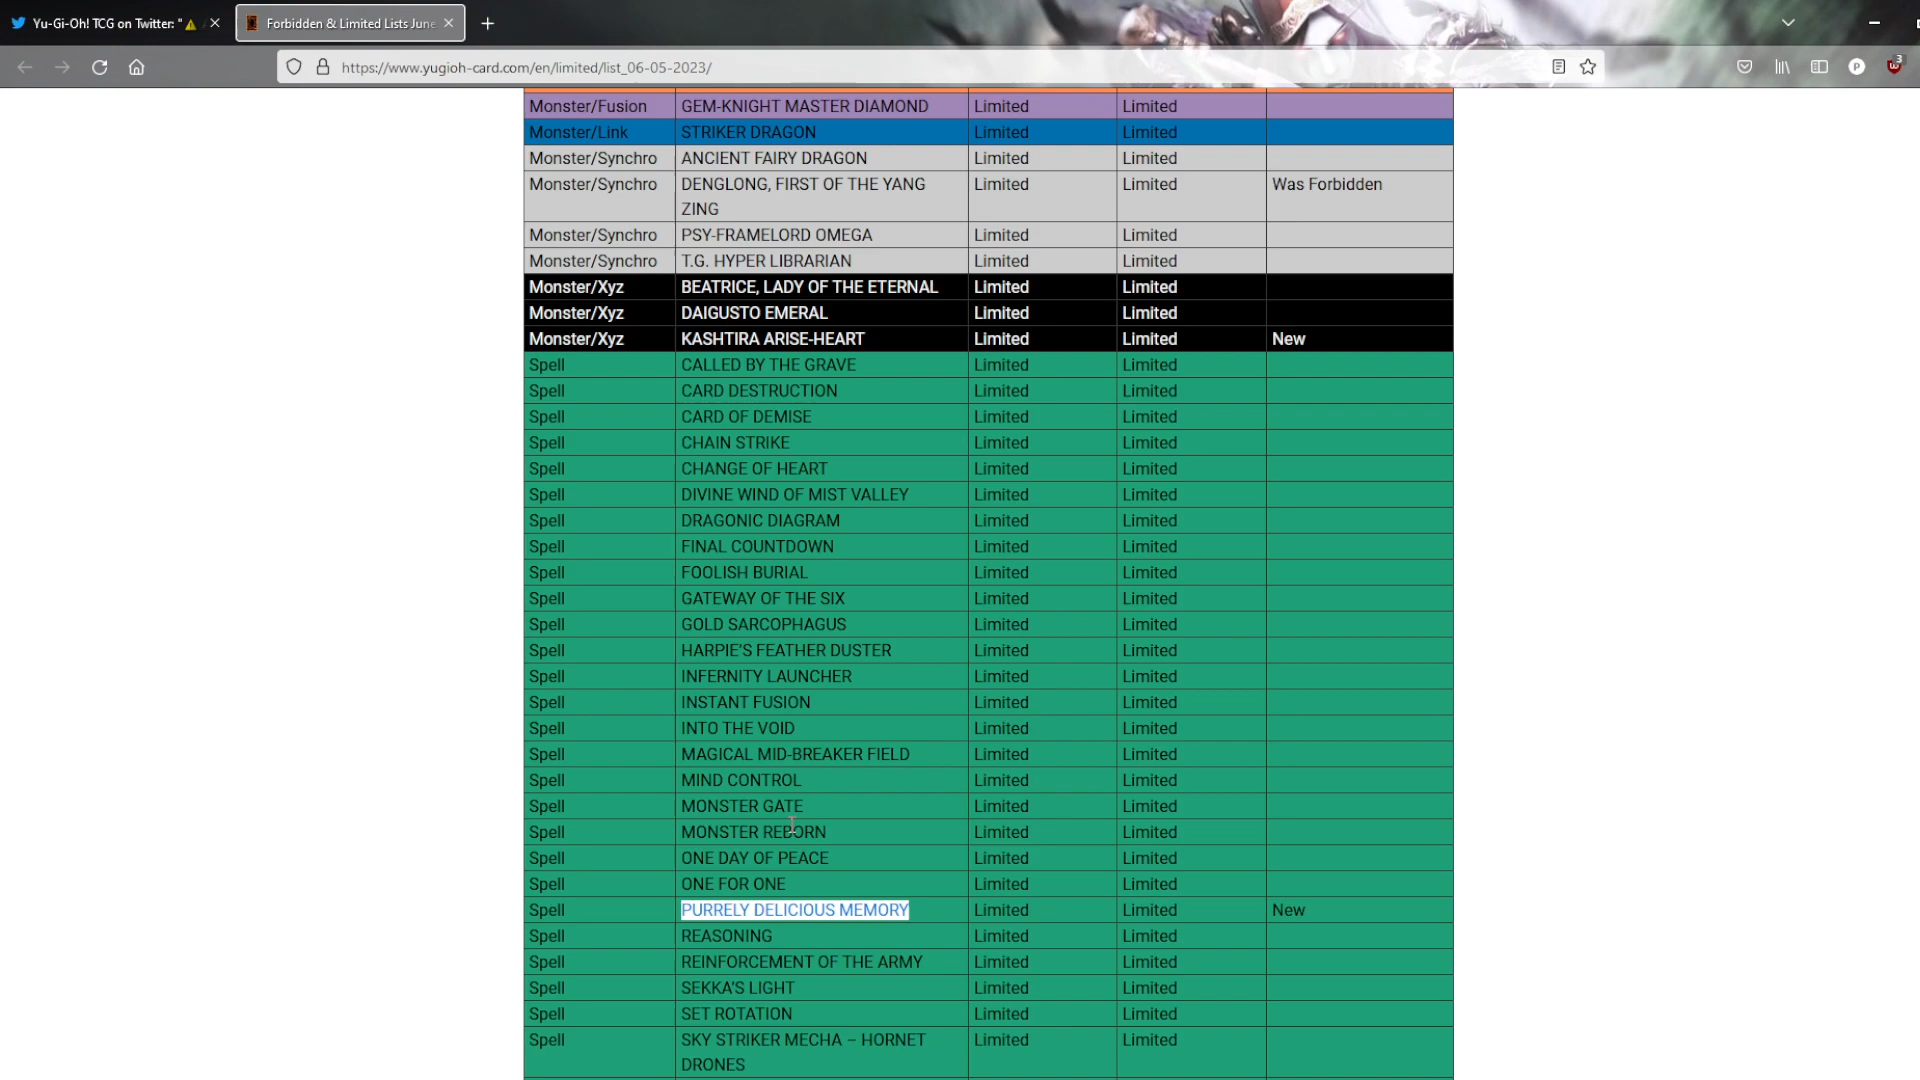 Yu-Gi-Oh! TCG on Twitter: "⚠
Forbidden & Limited Lists June
https://www.yugioh-card.com/en/limited/list_06-05-2023/
P
3
Monster/Fusion GEM-KNIGHT MASTER DIAMOND Limited Limited
Monster/Link STRIKER DRAGON Limited Limited
Monster/Synchro ANCIENT FAIRY DRAGON Limited Limited
Monster/Synchro DENGLONG, FIRST OF THE YANG Limited Limited Was Forbidden
ZING
Monster/Synchro PSY-FRAMELORD OMEGA Limited Limited
Monster/Synchro T.G. HYPER LIBRARIAN Limited Limited
Monster/Xyz BEATRICE, LADY OF THE ETERNAL Limited Limited
Monster/Xyz DAIGUSTO EMERAL Limited Limited
Monster/Xyz KASHTIRA ARISE-HEART Limited Limited New
Spell CALLED BY THE GRAVE Limited Limited
Spell CARD DESTRUCTION Limited Limited
Spell CARD OF DEMISE Limited Limited
Spell CHAIN STRIKE Limited Limited
Spell CHANGE OF HEART Limited Limited
Spell DIVINE WIND OF MIST VALLEY Limited Limited
Spell DRAGONIC DIAGRAM Limited Limited
Spell FINAL COUNTDOWN Limited Limited
Spell FOOLISH BURIAL Limited Limited
Spell GATEWAY OF THE SIX Limited Limited
Spell GOLD SARCOPHAGUS Limited Limited
Spell HARPIE'S FEATHER DUSTER Limited Limited
Spell INFERNITY LAUNCHER Limited Limited
Spell INSTANT FUSION Limited Limited
Spell INTO THE VOID Limited Limited
Spell MAGICAL MID-BREAKER FIELD Limited Limited
Spell MIND CONTROL Limited Limited
Spell MONSTER GATE Limited Limited
Spell MONSTER REBORN Limited Limited
Spell ONE DAY OF PEACE Limited Limited
Spell ONE FOR ONE Limited Limited
Spell PURRELY DELICIOUS MEMORY Limited Limited New
Spell REASONING Limited Limited
Spell REINFORCEMENT OF THE ARMY Limited Limited
Spell SEKKA'S LIGHT Limited Limited
Spell SET ROTATION Limited Limited
Spell SKY STRIKER MECHA – HORNET Limited Limited
DRONES